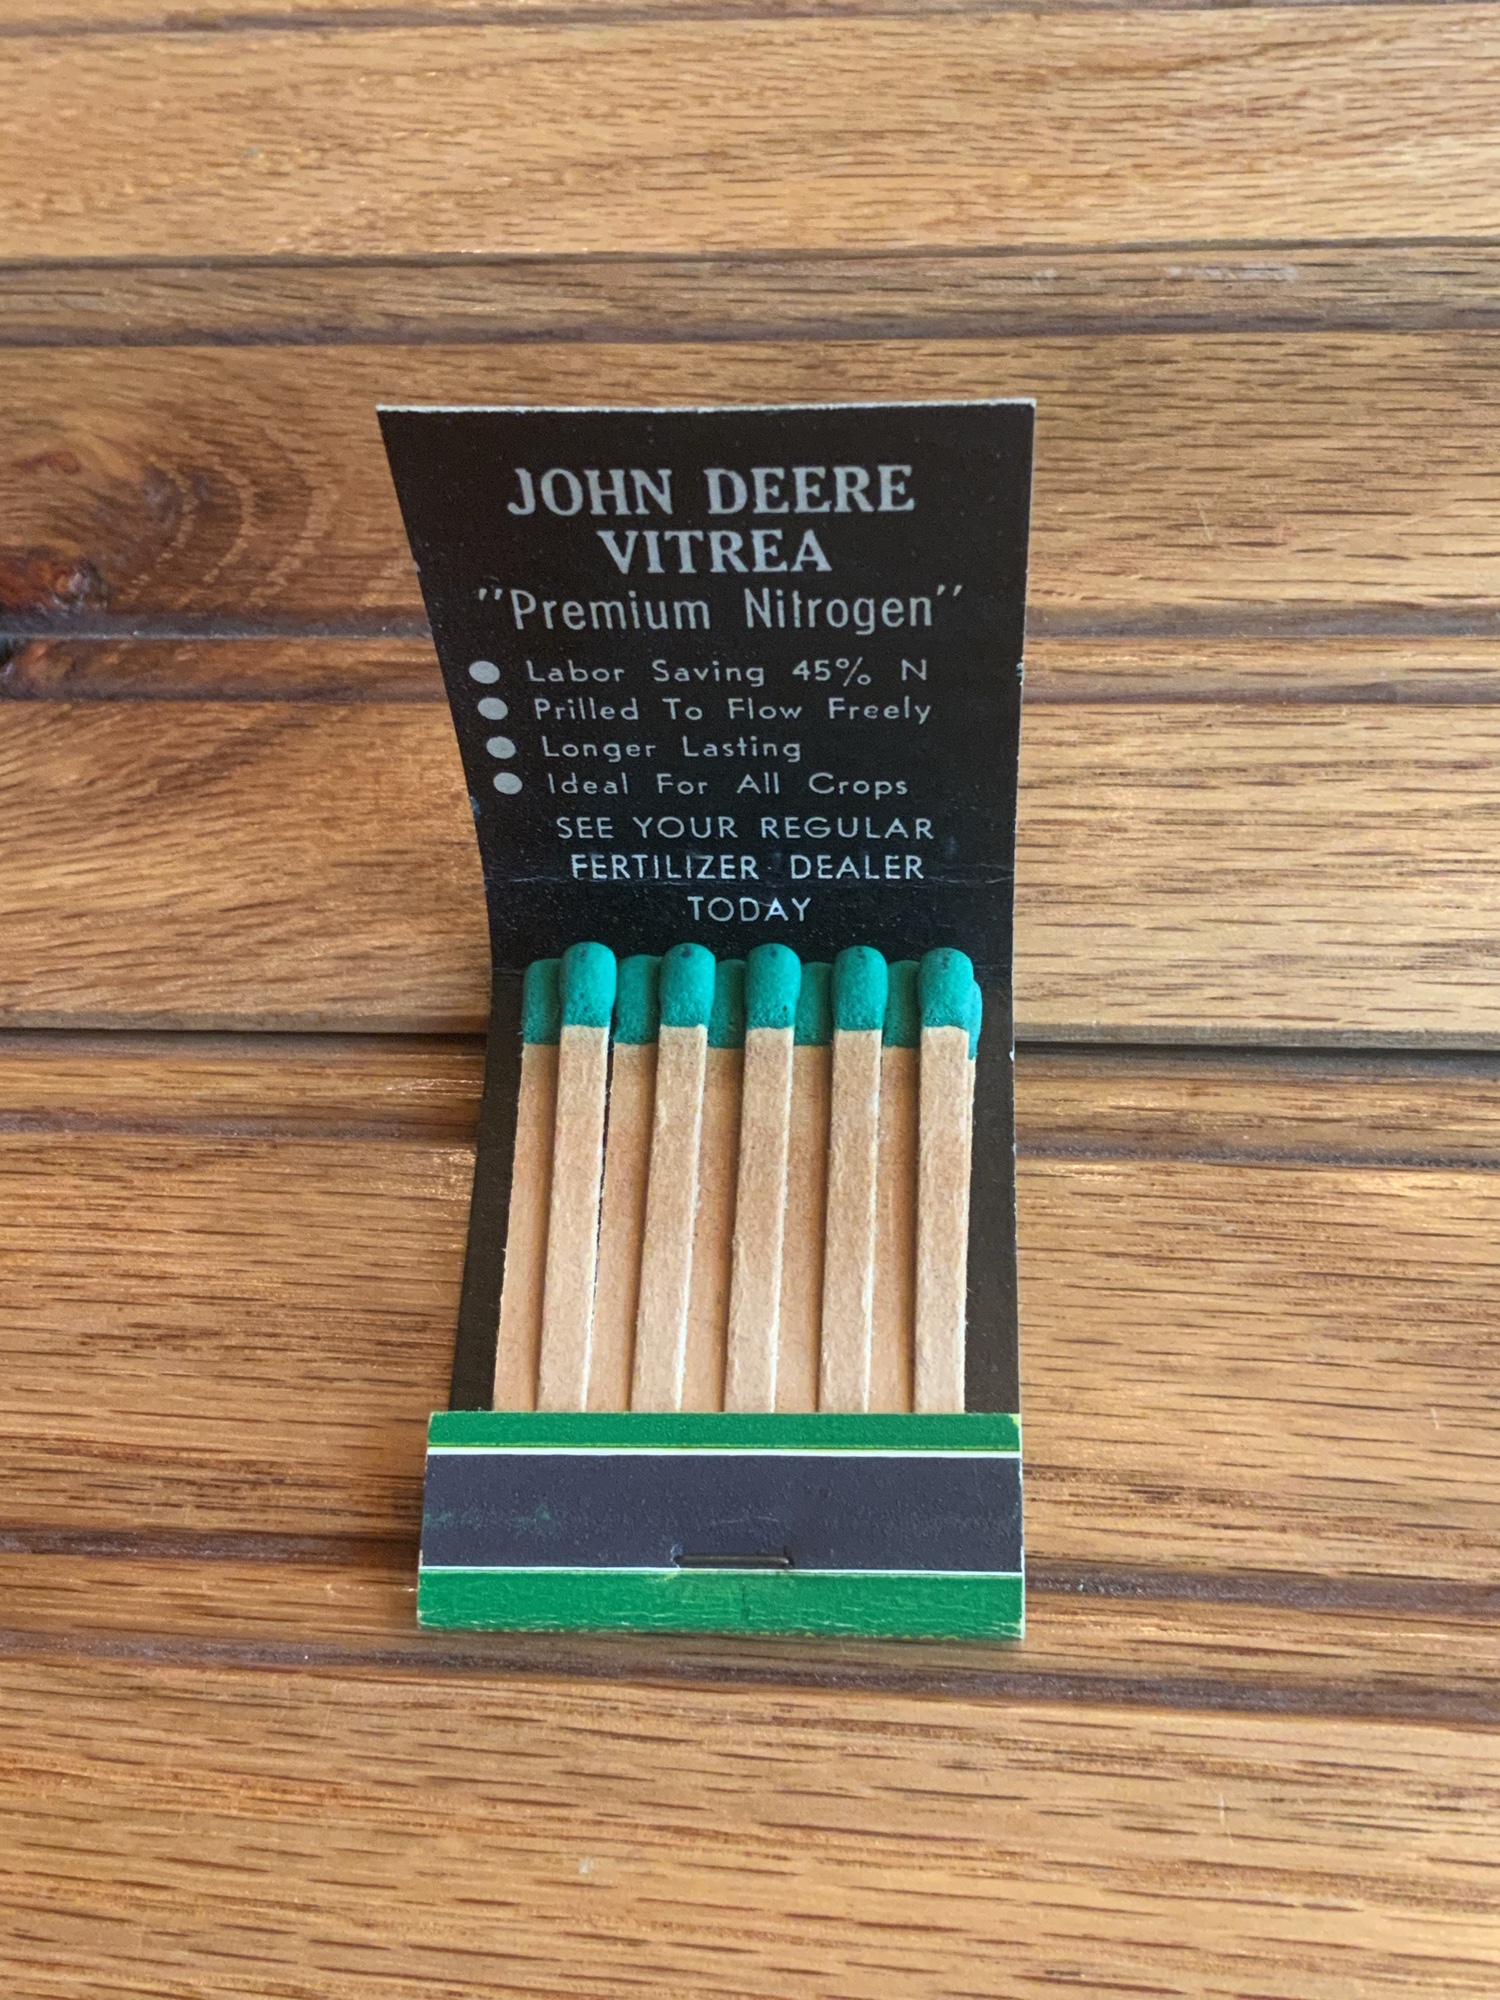 JOHN DEERE
VITREA
"Premium Nitrogen"
● Labor Saving 45% N
● Prilled To Flow Freely
● Longer Lasting
● Ideal For All Crops
SEE YOUR REGULAR
FERTILIZER DEALER
TODAY